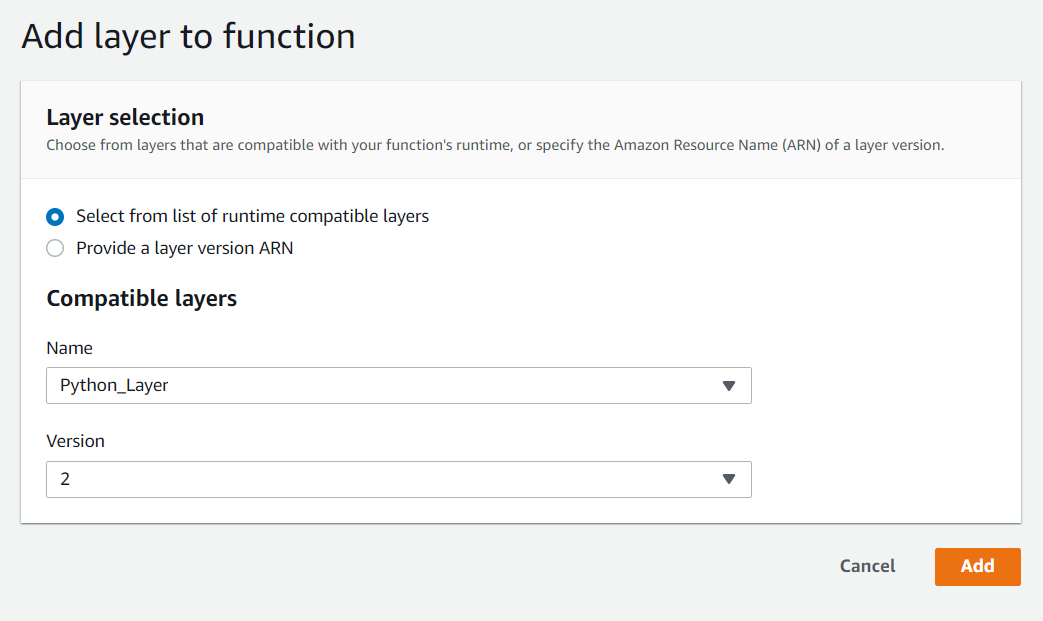 Add layer to function
Layer selection
Choose from layers that are compatible with your function's runtime, or specify the Amazon Resource Name (ARN) of a layer version.
Select from list of runtime compatible layers
Provide a layer version ARN
Compatible layers
Name
Python_Layer
Version
2
Cancel
Add